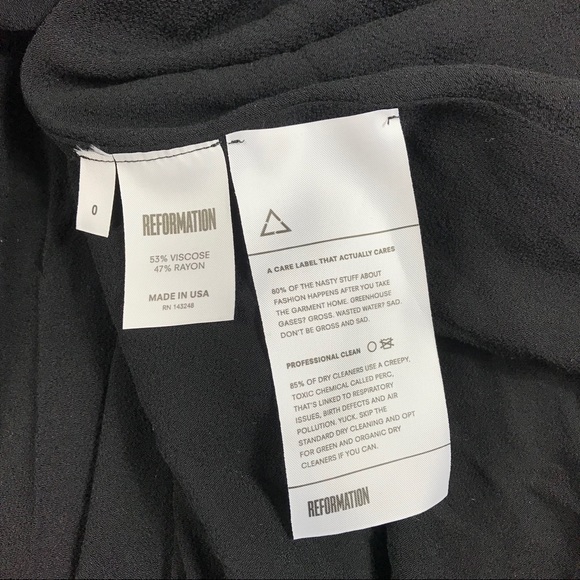 0
REFORMATION
53% VISCOSE
47% RAYON
MADE IN USA
RN 143248
A CARE LABEL THAT ACTUALLY CARES
80% OF THE NASTY STUFF ABOUT
FASHION HAPPENS AFTER YOU TAKE
THE GARMENT HOME. GREENHOUSE
GASES? GROSS. WASTED WATER? SAD.
DON'T BE GROSS AND SAD.
PROFESSIONAL CLEAN
85% OF DRY CLEANERS USE A CREEPY,
TOXIC CHEMICAL CALLED PERC,
THAT'S LINKED TO RESPIRATORY
ISSUES, BIRTH DEFECTS AND AIR
POLLUTION. YUCK. SKIP THE
STANDARD DRY CLEANING AND OPT
FOR GREEN AND ORGANIC DRY
CLEANERS IF YOU CAN.
REFORMATION